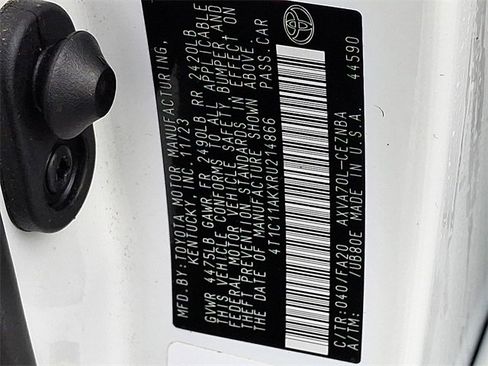 MFD.BY:TOYOTA MOTOR MANUFACTURING,
KENTUCKY, INC. 11/23
GVWR 4425LB GAWR FR 2490LB RR 2420LB
THIS VEHICLE CONFORMS TO ALL APPLICABLE
FEDERAL MOTOR VEHICLE SAFETY, BUMPER AND
THEFT PREVENTION STANDARDS IN EFFECT ON
THE DATE OF MANUFACTURE SHOWN ABOVE.
4T1C11AKXRU214866 PASS.CAR
C/TR: 040/FA20 AXVA70L-CEZNBA 44590
A/TM: /UB80E MADE IN U.S.A.